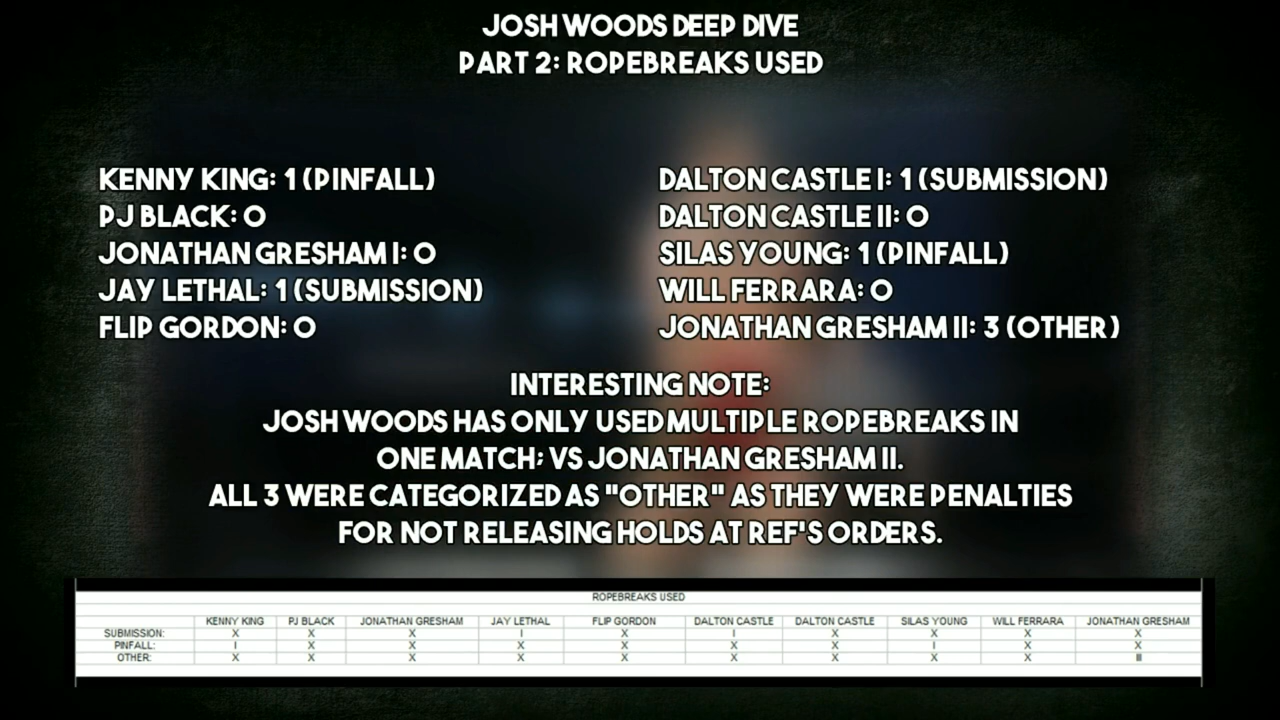 JOSH WOODS DEEP DIVE
PART 2: ROPEBREAKS USED
KENNY KING: 1 (PINFALL)
PJ BLACK: 0
JONATHAN GRESHAM I: 0
JAY LETHAL: 1 (SUBMISSION)
FLIP GORDON: 0
DALTON CASTLE I: 1 (SUBMISSION)
DALTON CASTLE II: 0
SILAS YOUNG: 1 (PINFALL)
WILL FERRARA: 0
JONATHAN GRESHAM II: 3 (OTHER)
INTERESTING NOTE:
JOSH WOODS HAS ONLY USED MULTIPLE ROPEBREAKS IN
ONE MATCH; VS JONATHAN GRESHAM II.
ALL 3 WERE CATEGORIZED AS "OTHER" AS THEY WERE PENALTIES
FOR NOT RELEASING HOLDS AT REF'S ORDERS.
ROPEBREAKS USED
KENNY KING PJ BLACK JONATHAN GRESHAM JAY LETHAL FLIP GORDON DALTON CASTLE DALTON CASTLE SILAS YOUNG WILL FERRARA JONATHAN GRESHAM
SUBMISSION: X X X I X I X X X X
PINFALL: I X X X X X X I X X
OTHER: X X X X X X X X X III